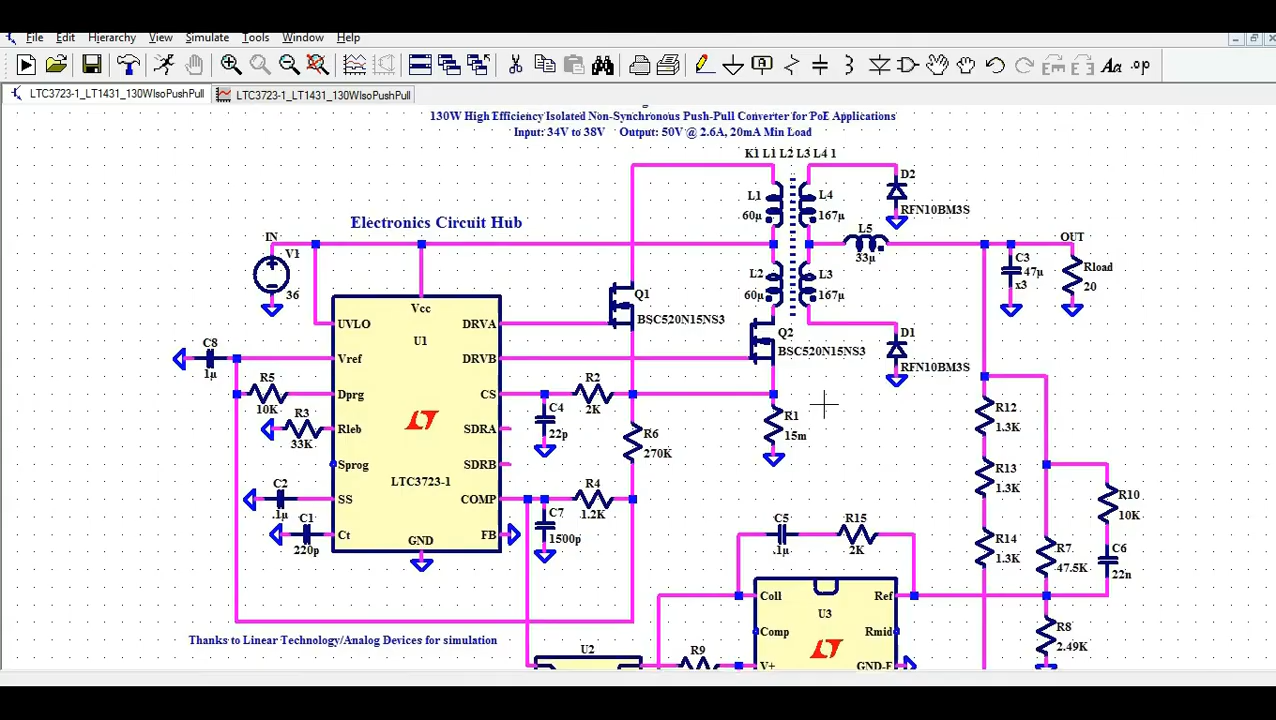 File Edit Hierarchy View Simulate Tools Window Help
Aa .op
LTC3723-1_LT1431_130WIsoPushPull LTC3723-1_LT1431_130WIsoPushPull
130W High Efficiency Isolated Non-Synchronous Push-Pull Converter for PoE Applications
Input: 34V to 38V Output: 50V @ 2.6A, 20mA Min Load
K1 L1 L2 L3 L4 1
D2
RFN10BM3S
L1
60µ
L4
167µ
Electronics Circuit Hub
L5
33µ
IN
OUT
V1
36
C3
47µ
x3
Rload
20
L2
60µ
L3
167µ
Q1
BSC520N15NS3
Q2
BSC520N15NS3
D1
RFN10BM3S
Vcc
UVLO
DRVA
U1
C8
1µ
Vref
DRVB
R5
10K
Dprg
CS
R2
2K
C4
22p
R1
15m
R12
1.3K
R3
33K
Rleb
SDRA
R6
270K
Sprog
SDRB
R13
1.3K
LTC3723-1
C2
.1µ
SS
COMP
R4
1.2K
R10
10K
C1
220p
Ct
FB
C7
1500p
GND
C5
.1µ
R15
2K
R14
1.3K
R7
47.5K
C6
22n
Coll
Ref
U3
Comp
Rmid
R8
2.49K
Thanks to Linear Technology/Analog Devices for simulation
U2
R9
V+
GND-F